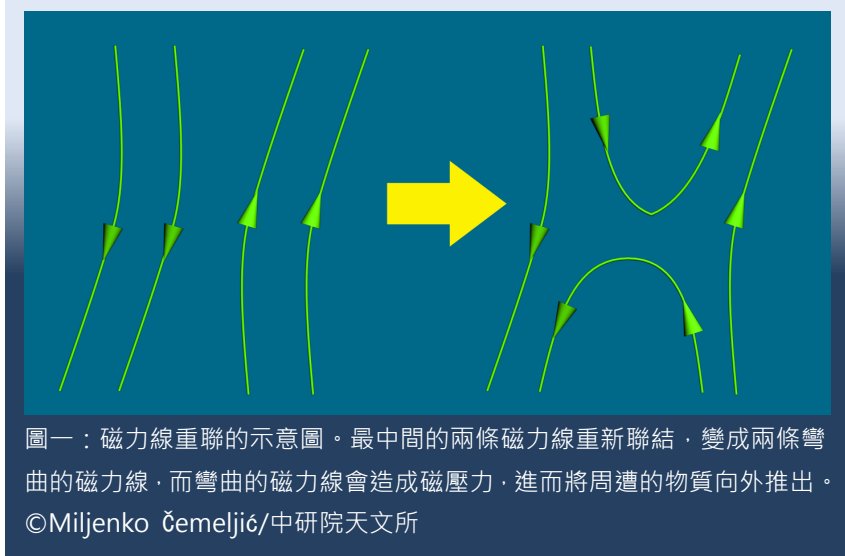 圖一：磁力線重聯的示意圖。最中間的兩條磁力線重新聯結，變成兩條彎
曲的磁力線，而彎曲的磁力線會造成磁壓力，進而將周遭的物質向外推出。
©Miljenko Čemeljić/中研院天文所